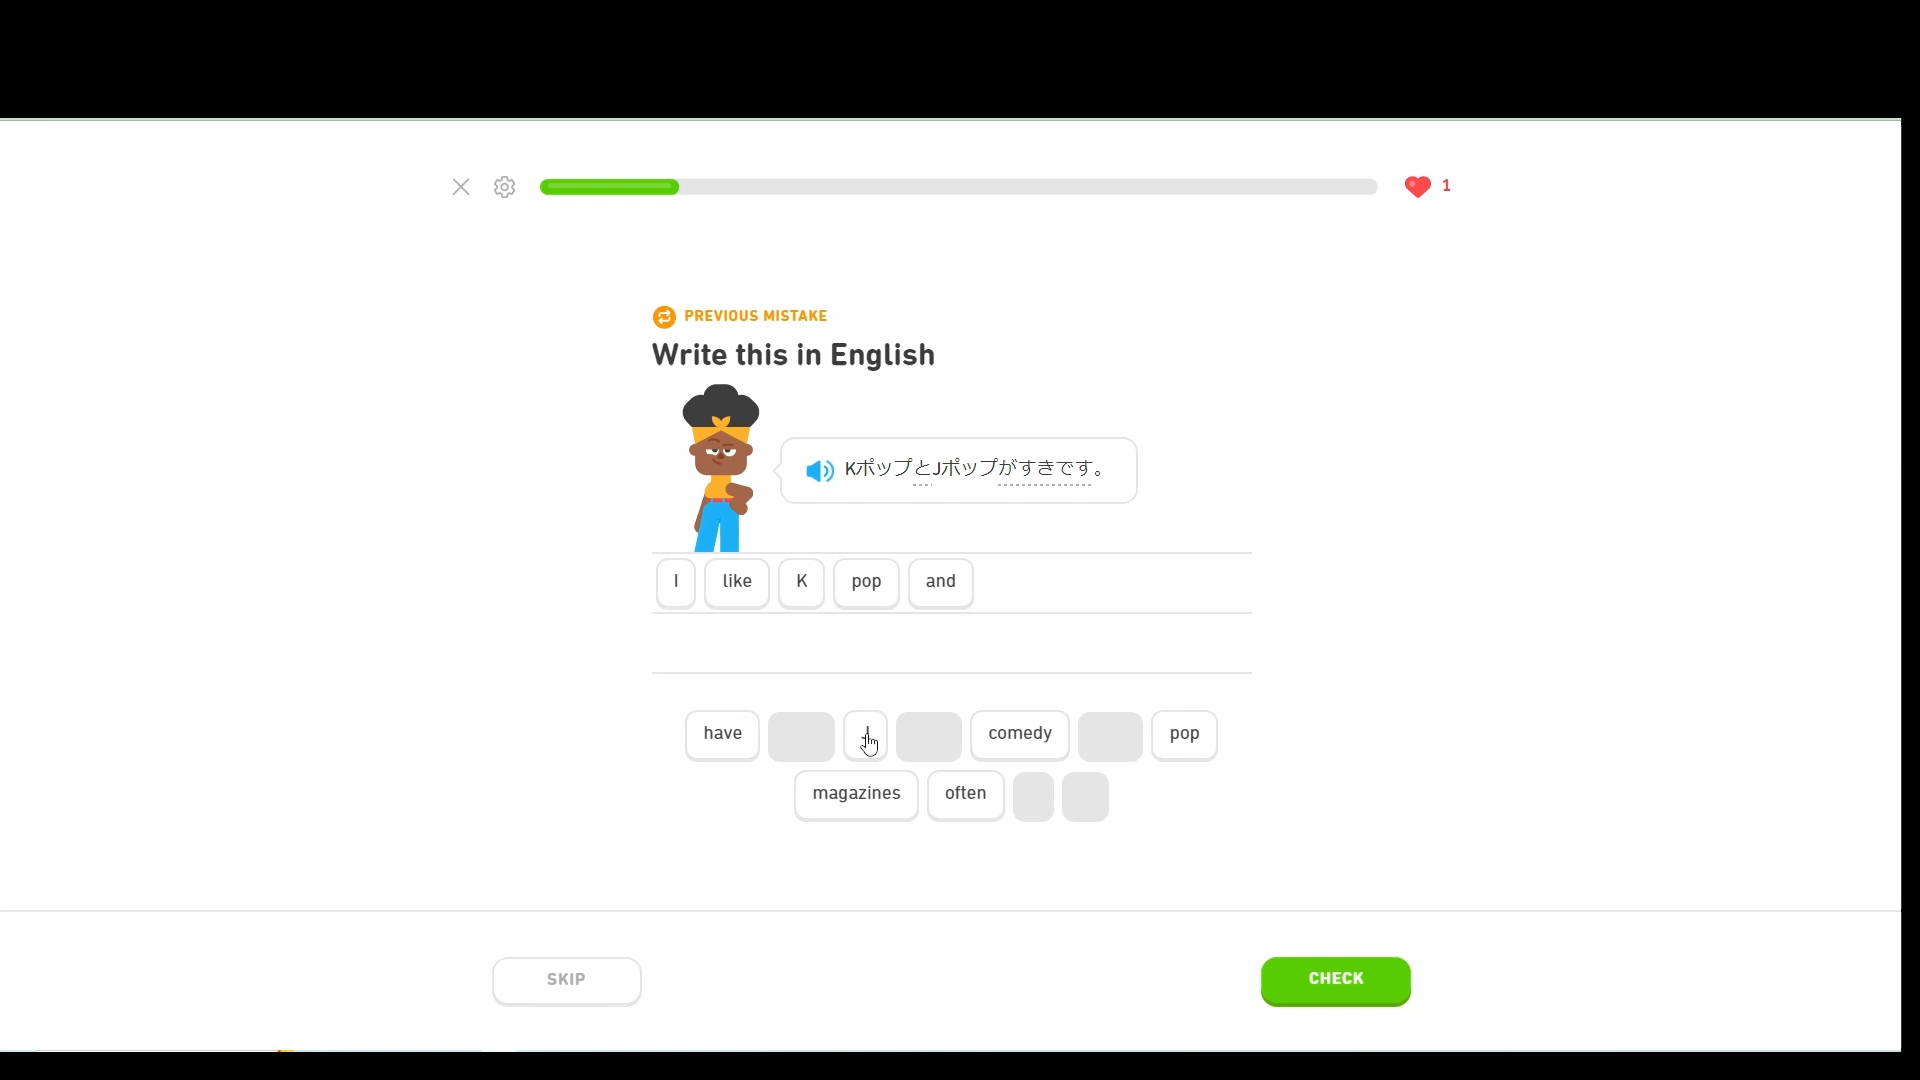 1
PREVIOUS MISTAKE
Write this in English
KポップとJポップがすきです。
I like K pop and
have comedy pop
magazines often
SKIP CHECK